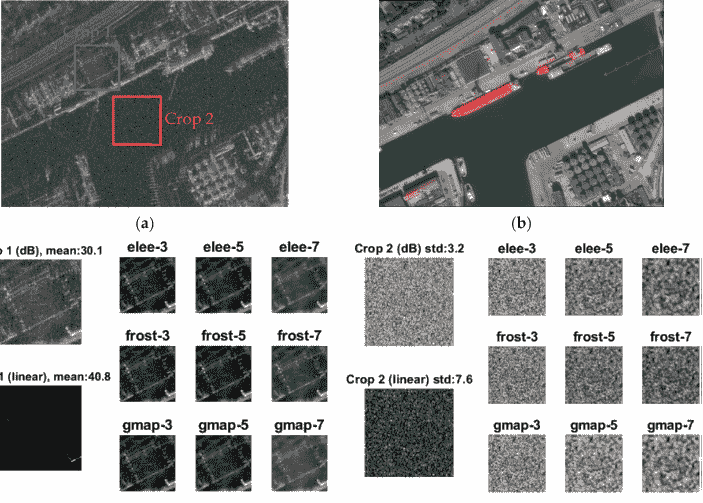 Crop 2
(a)
(b)
1 (dB), mean:30.1
elee-3 elee-5 elee-7
Crop 2 (dB) std:3.2
elee-3 elee-5 elee-7
frost-3 frost-5 frost-7
frost-3 frost-5 frost-7
1 (linear), mean:40.8
Crop 2 (linear) std:7.6
gmap-3 gmap-5 gmap-7
gmap-3 gmap-5 gmap-7